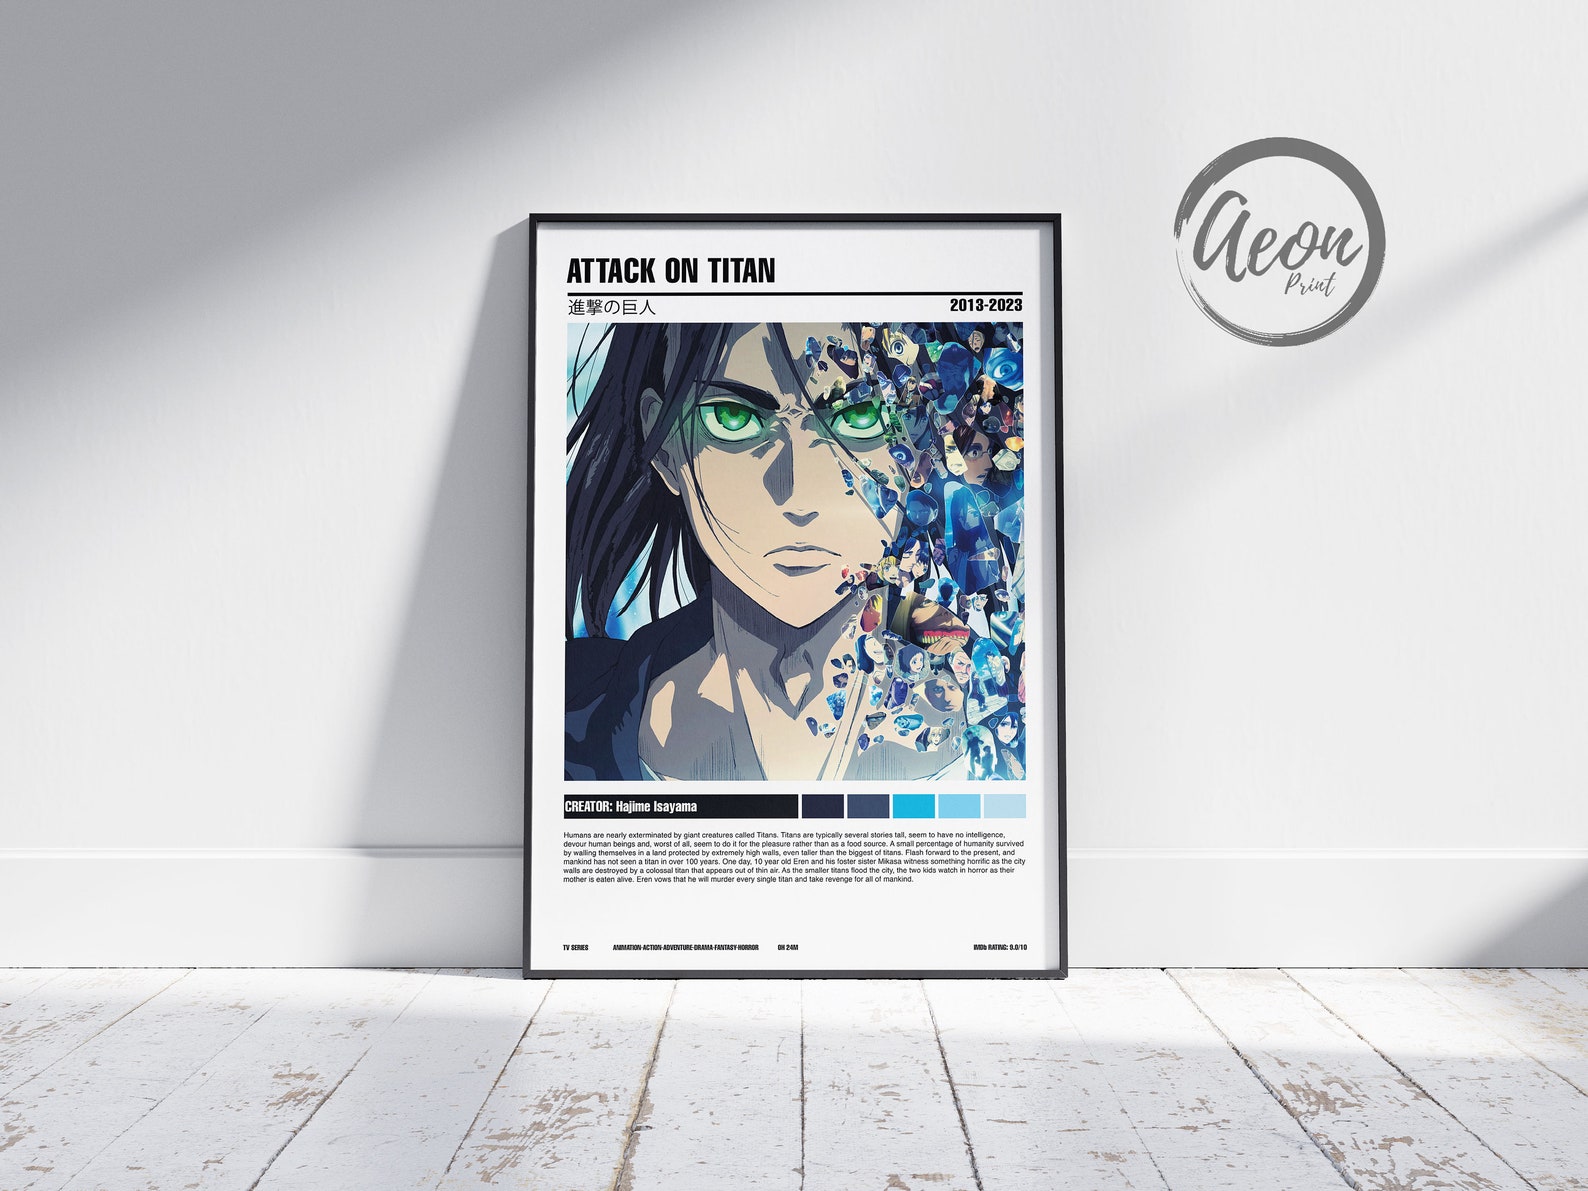 ATTACK ON TITAN
進撃の巨人
2013-2023
CREATOR: Hajime Isayama
Humans are nearly exterminated by giant creatures called Titans. Titans are typically several stories tall, seem to have no intelligence,
devour human beings and, worst of all, seem to do it for the pleasure rather than as a food source. A small percentage of humanity survived
by walling themselves in a land protected by extremely high walls, even taller than the biggest of titans. Flash forward to the present, and
mankind has not seen a titan in over 100 years. One day, 10 year old Eren and his foster sister Mikasa witness something horrific as the city
walls are destroyed by a colossal titan that appears out of thin air. As the smaller titans flood the city, the two kids watch in horror as their
mother is eaten alive. Eren vows that he will murder every single titan and take revenge for all of mankind.
TV SERIES ANIMATION-ACTION-ADVENTURE-DRAMA-FANTASY-HORROR 0H 24M IMDb RATING: 9.0/10
Aeon
Print